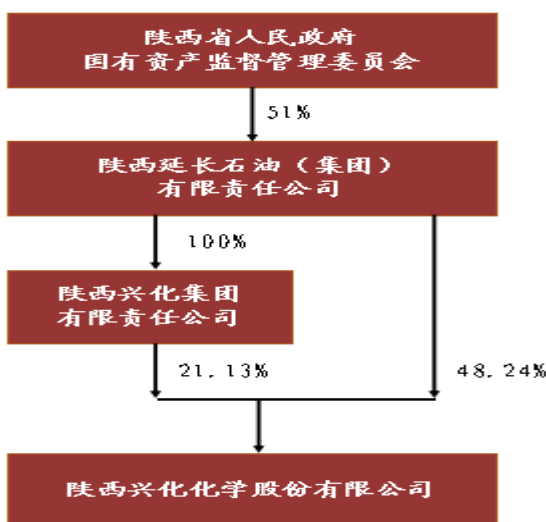 陕西省人民政府
国有资产监督管理委员会
51%
陕西延长石油（集团）
有限责任公司
100%
陕西兴化集团
有限责任公司
21.13%
48.24%
陕西兴化化学股份有限公司